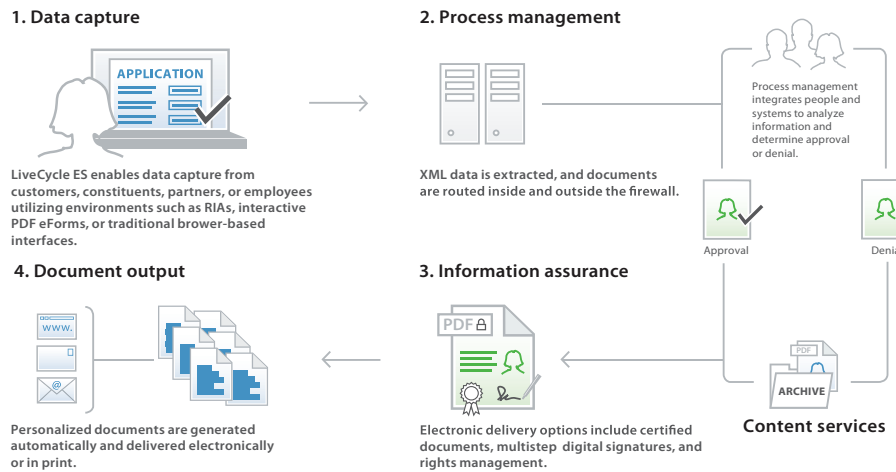 1. Data capture
APPLICATION
LiveCycle ES enables data capture from
customers, constituents, partners, or employees
utilizing environments such as RIAs, interactive
PDF eForms, or traditional brower-based
interfaces.
2. Process management
XML data is extracted, and documents
are routed inside and outside the firewall.
Process management
integrates people and
systems to analyze
information and
determine approval
or denial.
Approval
Denia
4. Document output
www.
@
Personalized documents are generated
automatically and delivered electronically
or in print.
3. Information assurance
PDF
Electronic delivery options include certified
documents, multistep digital signatures, and
rights management.
PDF
ARCHIVE
Content services